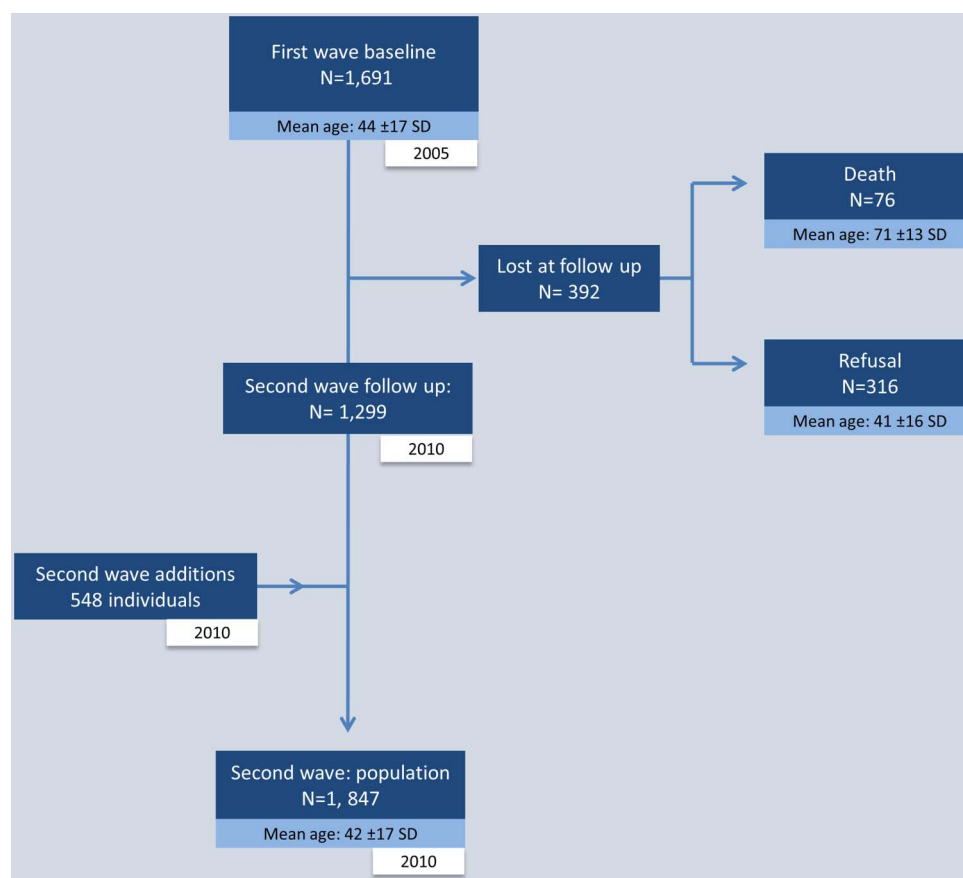 First wave baseline
N=1,691
Mean age: 44 ±17 SD
2005
Death
N=76
Mean age: 71 ±13 SD
Lost at follow up
N= 392
Refusal
N=316
Mean age: 41 ±16 SD
Second wave follow up:
N= 1,299
2010
Second wave additions
548 individuals
2010
Second wave: population
N=1, 847
Mean age: 42 ±17 SD
2010